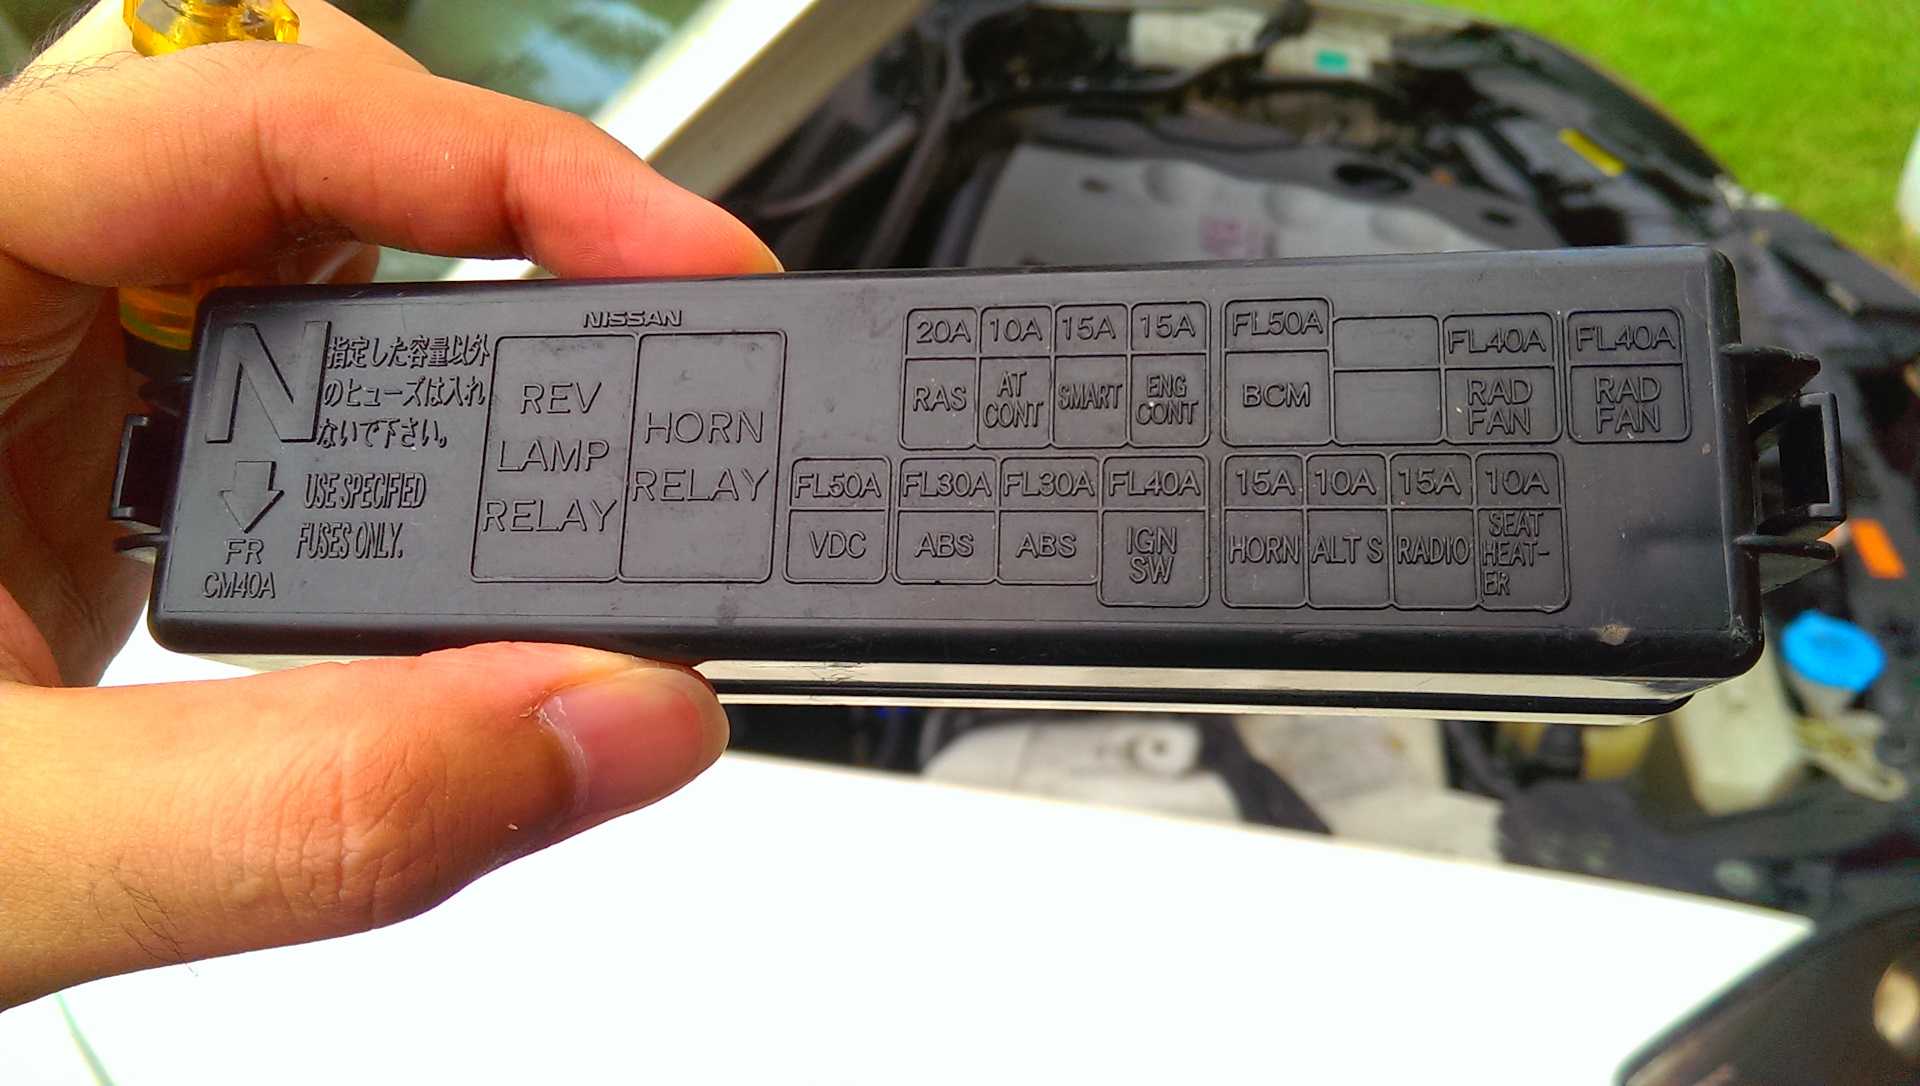 NISSAN
N
指定した容量以外
のヒューズは入れ
ないで下さい。
USE SPECIFIED
FUSES ONLY.
FR
CM40A
REV
LAMP
RELAY
HORN
RELAY
20A 10A 15A 15A
RAS AT CONT SMART ENG CONT
FL50A FL40A FL40A
BCM RAD FAN RAD FAN
FL50A FL30A FL30A FL40A
VDC ABS ABS IGN SW
15A 10A 15A 10A
HORN ALT S RADIO SEAT HEAT-ER